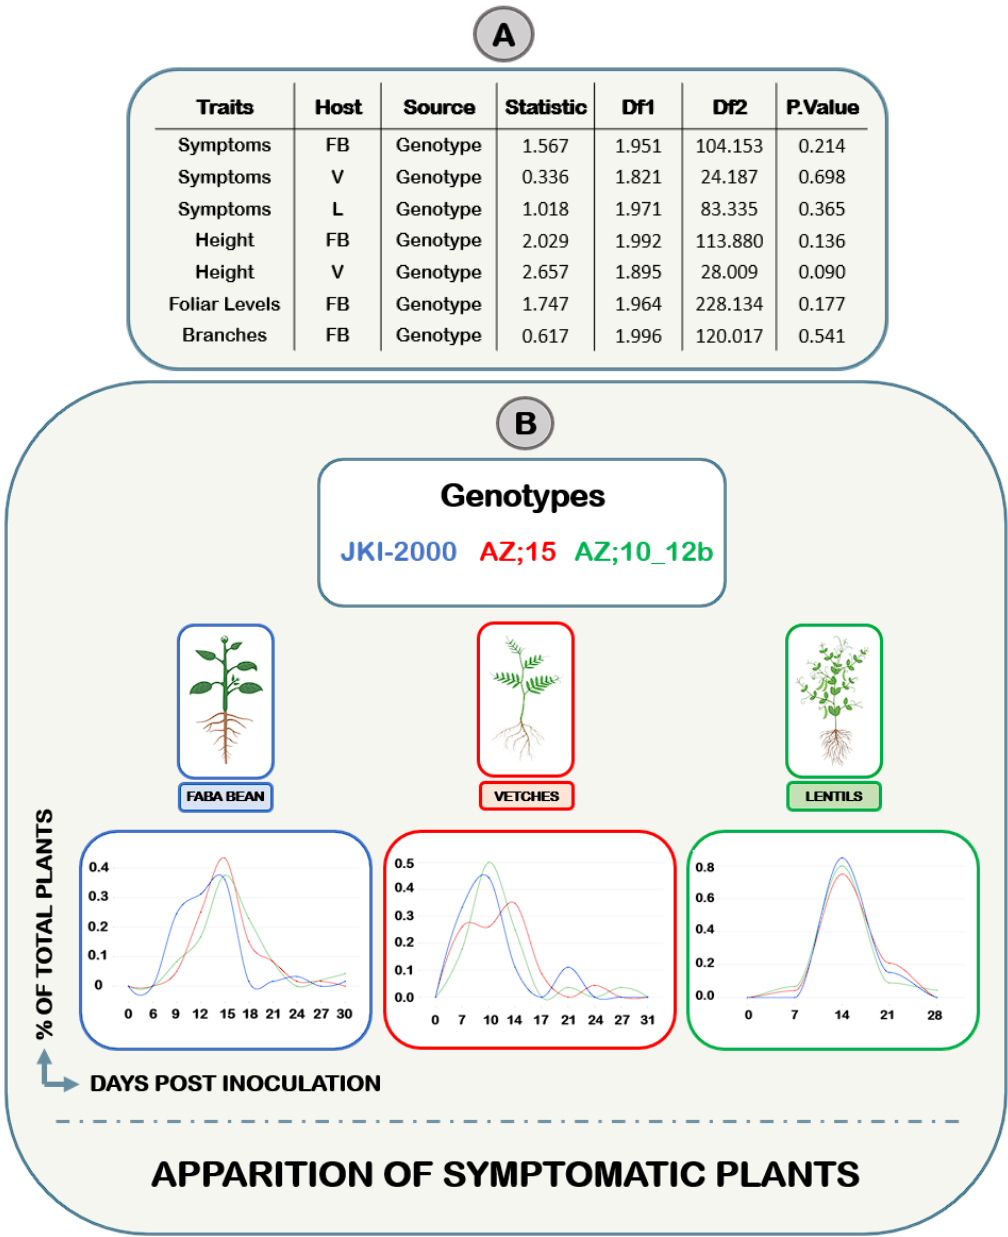 A
Traits Host Source Statistic Df1 Df2 P.Value
Symptoms FB Genotype 1.567 1.951 104.153 0.214
Symptoms V Genotype 0.336 1.821 24.187 0.698
Symptoms L Genotype 1.018 1.971 83.335 0.365
Height FB Genotype 2.029 1.992 113.880 0.136
Height V Genotype 2.657 1.895 28.009 0.090
Foliar Levels FB Genotype 1.747 1.964 228.134 0.177
Branches FB Genotype 0.617 1.996 120.017 0.541
B
Genotypes
JKI-2000 AZ;15 AZ;10_12b
FABA BEAN
VETCHES
LENTILS
% OF TOTAL PLANTS
0.4
0.3
0.2
0.1
0
0 6 9 12 15 18 21 24 27 30
0.5
0.4
0.3
0.2
0.1
0.0
0 7 10 14 17 21 24 27 31
0.8
0.6
0.4
0.2
0.0
0 7 14 21 28
DAYS POST INOCULATION
APPARITION OF SYMPTOMATIC PLANTS